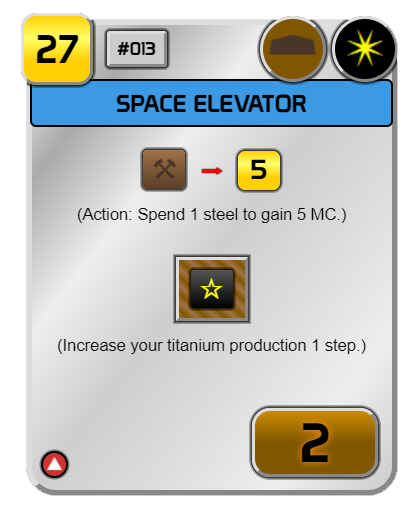 27
#013
SPACE ELEVATOR
5
(Action: Spend 1 steel to gain 5 MC.)
(Increase your titanium production 1 step.)
2